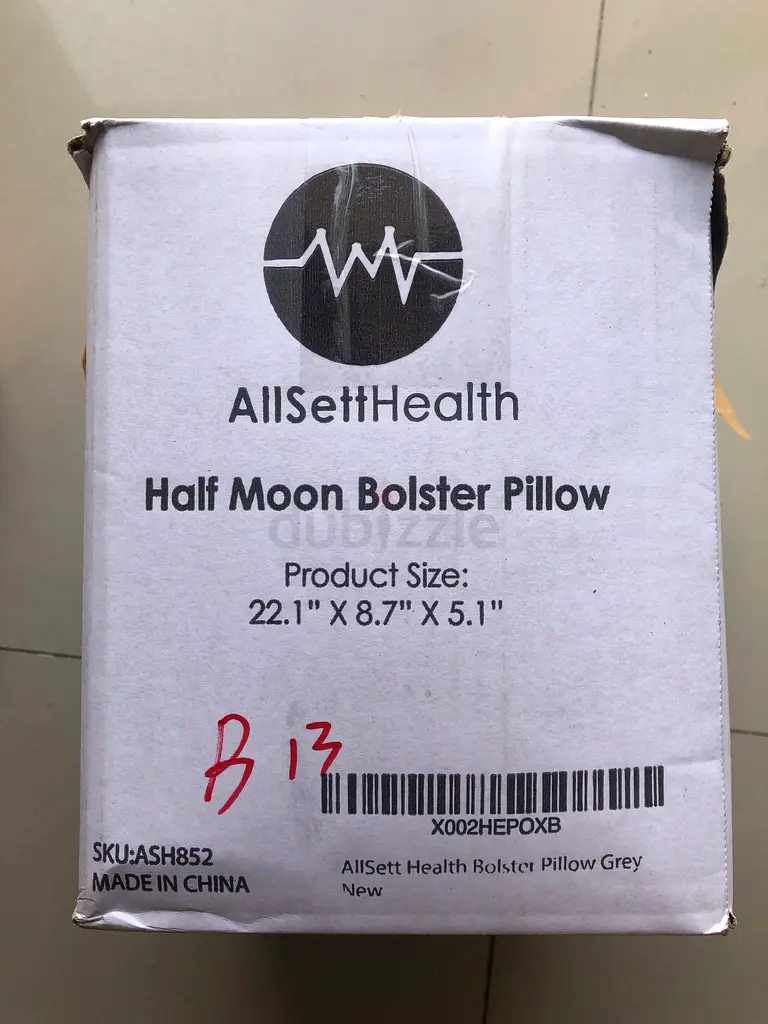 AllSettHealth
Half Moon Bolster Pillow
dubizzle
Product Size:
22.1" X 8.7" X 5.1"
B 13
X002HEPOXB
SKU:ASH852
MADE IN CHINA
AllSett Health Bolster Pillow Grey
New